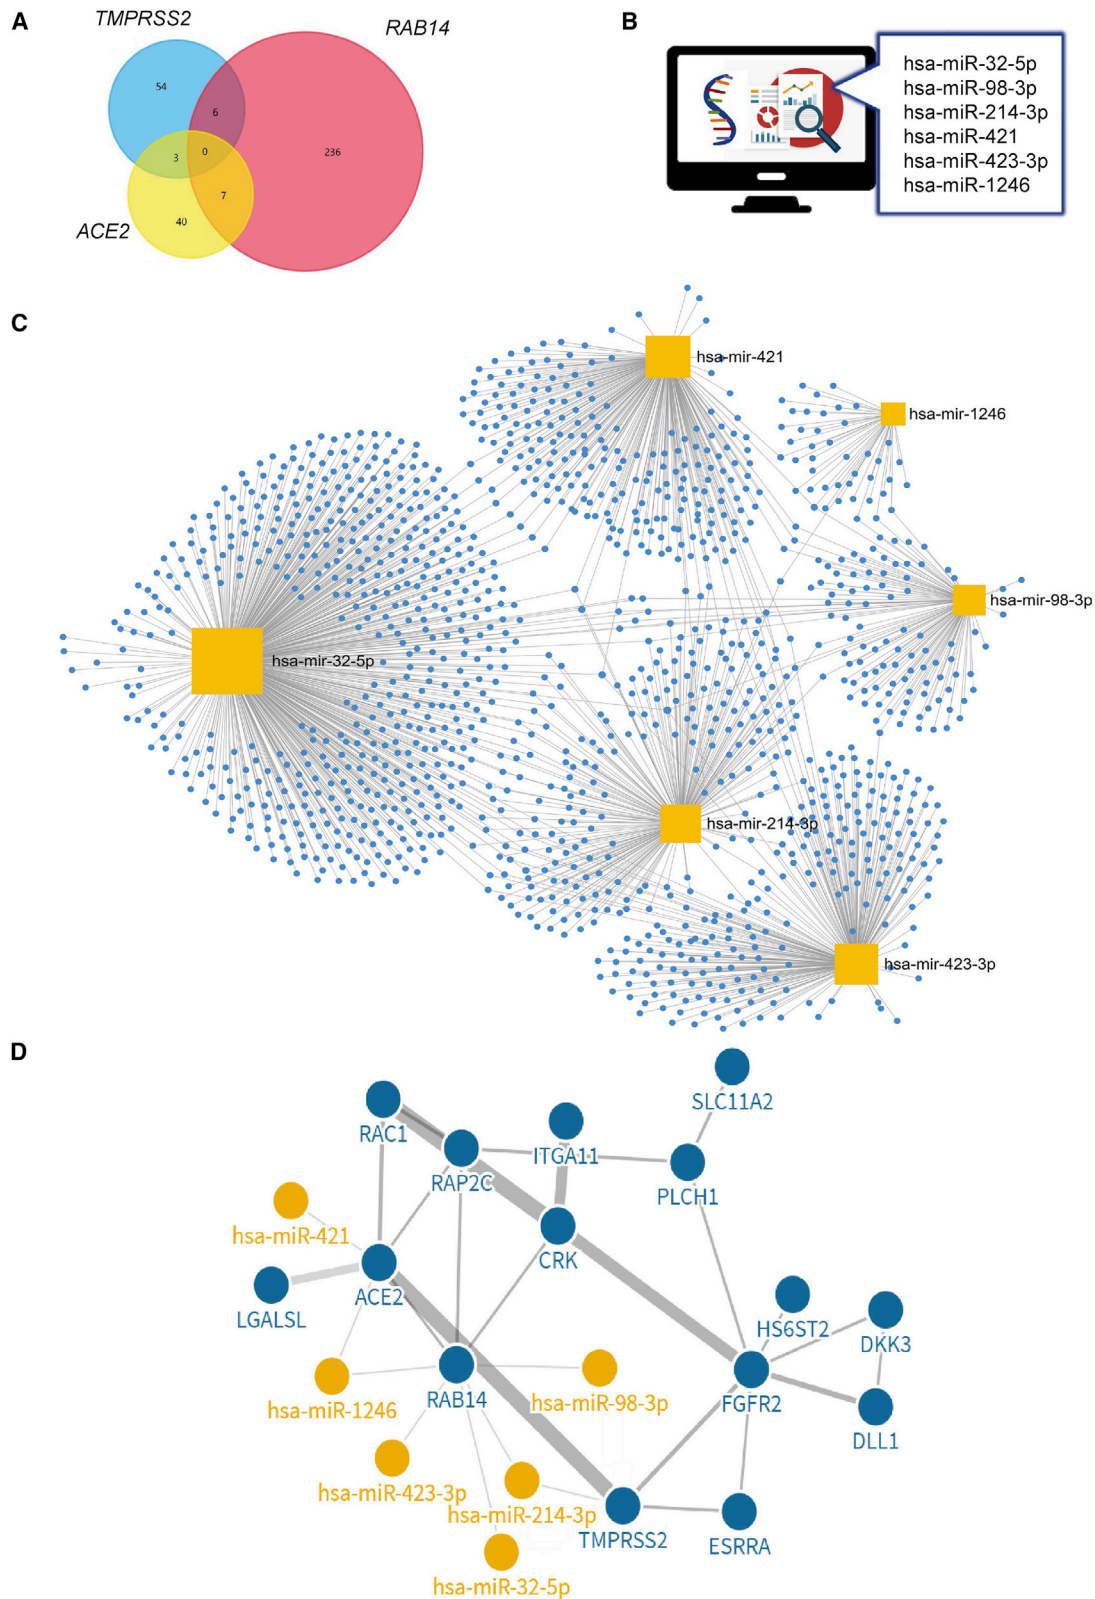 A
TMPRSS2
RAB14
54
6
3
0
236
7
40
ACE2
B
hsa-miR-32-5p
hsa-miR-98-3p
hsa-miR-214-3p
hsa-miR-421
hsa-miR-423-3p
hsa-miR-1246
C
hsa-mir-421
hsa-mir-1246
hsa-mir-98-3p
hsa-mir-32-5p
hsa-mir-214-3p
hsa-mir-423-3p
D
SLC11A2
RAC1
ITGA11
RAP2C
PLCH1
hsa-miR-421
CRK
ACE2
LGALSL
HS6ST2
DKK3
RAB14
hsa-miR-98-3p
FGFR2
hsa-miR-1246
DLL1
hsa-miR-423-3p
hsa-miR-214-3p
TMPRSS2
ESRRA
hsa-miR-32-5p